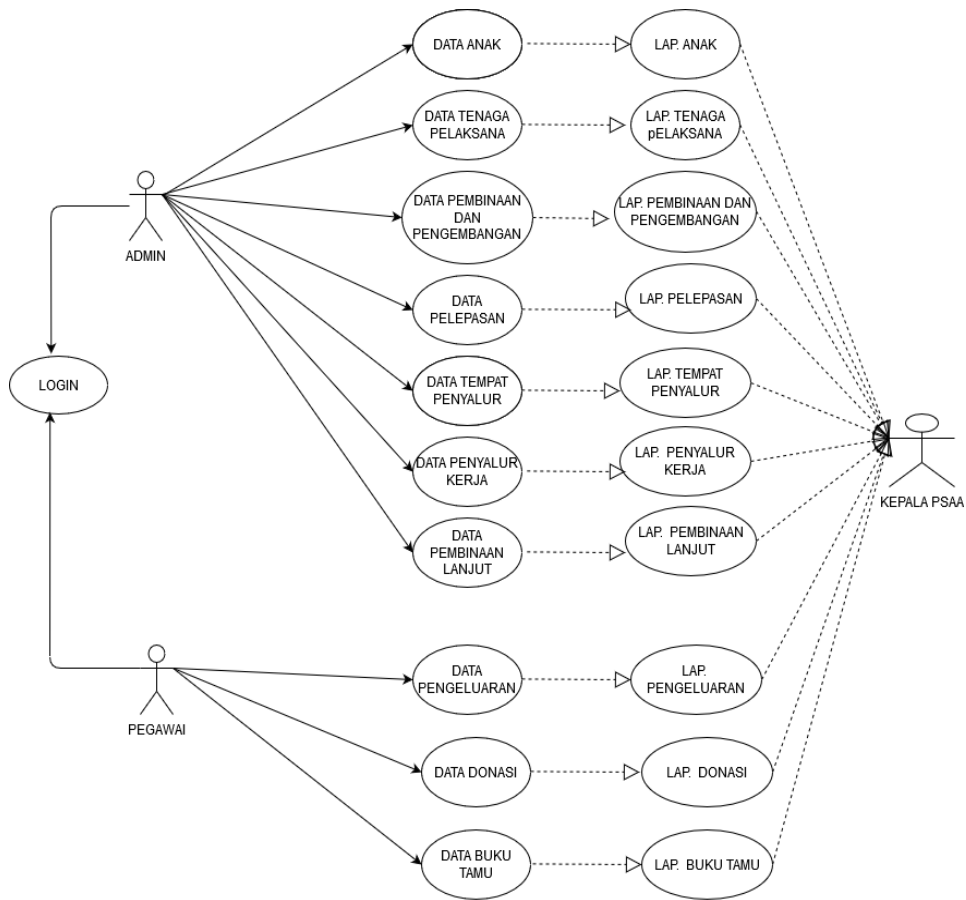 DATA ANAK
LAP. ANAK
DATA TENAGA
PELAKSANA
LAP. TENAGA
pELAKSANA
ADMIN
DATA PEMBINAAN
DAN
PENGEMBANGAN
LAP. PEMBINAAN DAN
PENGEMBANGAN
DATA
PELEPASAN
LAP. PELEPASAN
LOGIN
DATA TEMPAT
PENYALUR
LAP. TEMPAT
PENYALUR
DATA PENYALUR
KERJA
LAP. PENYALUR
KERJA
KEPALA PSAA
DATA
PEMBINAAN
LANJUT
LAP. PEMBINAAN
LANJUT
PEGAWAI
DATA
PENGELUARAN
LAP.
PENGELUARAN
DATA DONASI
LAP. DONASI
DATA BUKU
TAMU
LAP. BUKU TAMU